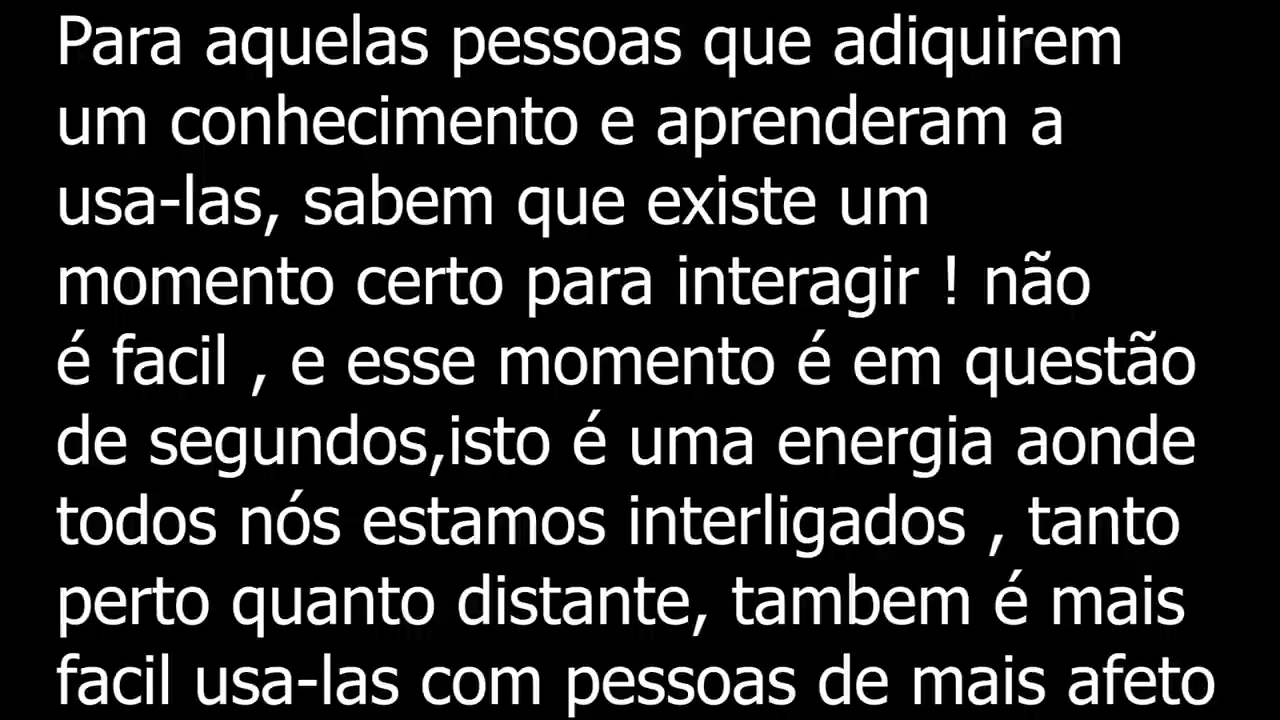 Para aquelas pessoas que adiquirem
um conhecimento e aprenderam a
usa-las, sabem que existe um
momento certo para interagir ! não
é facil , e esse momento é em questão
de segundos,isto é uma energia aonde
todos nós estamos interligados , tanto
perto quanto distante, tambem é mais
facil usa-las com pessoas de mais afeto